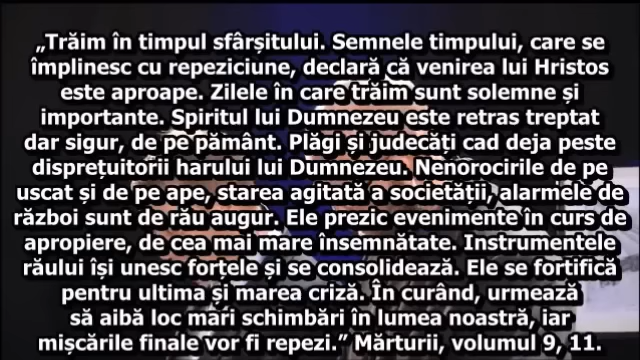 „Trăim în timpul sfârșitului. Semnele timpului, care se
împlinesc cu repeziciune, declară că venirea lui Hristos
este aproape. Zilele în care trăim sunt solemne și
importante. Spiritul lui Dumnezeu este retras treptat
dar sigur, de pe pământ. Plăgi și judecăți cad deja peste
disprețuitorii harului lui Dumnezeu. Nenorocirile de pe
uscat și de pe ape, starea agitată a societății, alarmele de
război sunt de rău augur. Ele prezic evenimente în curs de
apropiere, de cea mai mare însemnătate. Instrumentele
răului își unesc forțele și se consolidează. Ele se fortifică
pentru ultima și marea criză. În curând, urmează
să aibă loc mari schimbări în lumea noastră, iar
mișcările finale vor fi repezi.” Mărturii, volumul 9, 11.